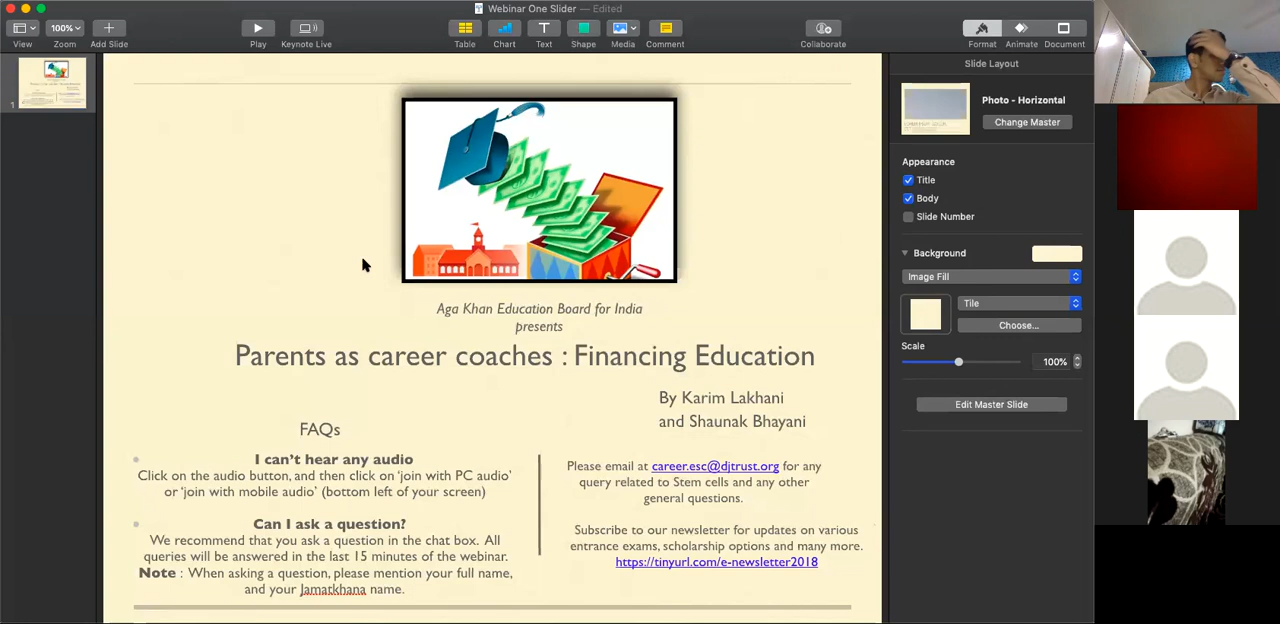 Webinar One Slider — Edited
100%
View
Zoom
Add Slide
Play
Keynote Live
Table
Chart
Text
Shape
Media
Comment
Collaborate
Format
Animate
Document
1
Aga Khan Education Board for India
presents
Parents as career coaches : Financing Education
By Karim Lakhani
and Shaunak Bhayani
FAQs
I can't hear any audio
Click on the audio button, and then click on 'join with PC audio'
or 'join with mobile audio' (bottom left of your screen)
Can I ask a question?
We recommend that you ask a question in the chat box. All
queries will be answered in the last 15 minutes of the webinar.
Note : When asking a question, please mention your full name,
and your Jamatkhana name.
Please email at career.esc@djtrust.org for any
query related to Stem cells and any other
general questions.
Subscribe to our newsletter for updates on various
entrance exams, scholarship options and many more.
https://tinyurl.com/e-newsletter2018
Slide Layout
Photo - Horizontal
Change Master
Appearance
Title
Body
Slide Number
Background
Image Fill
Tile
Choose...
Scale
100%
Edit Master Slide